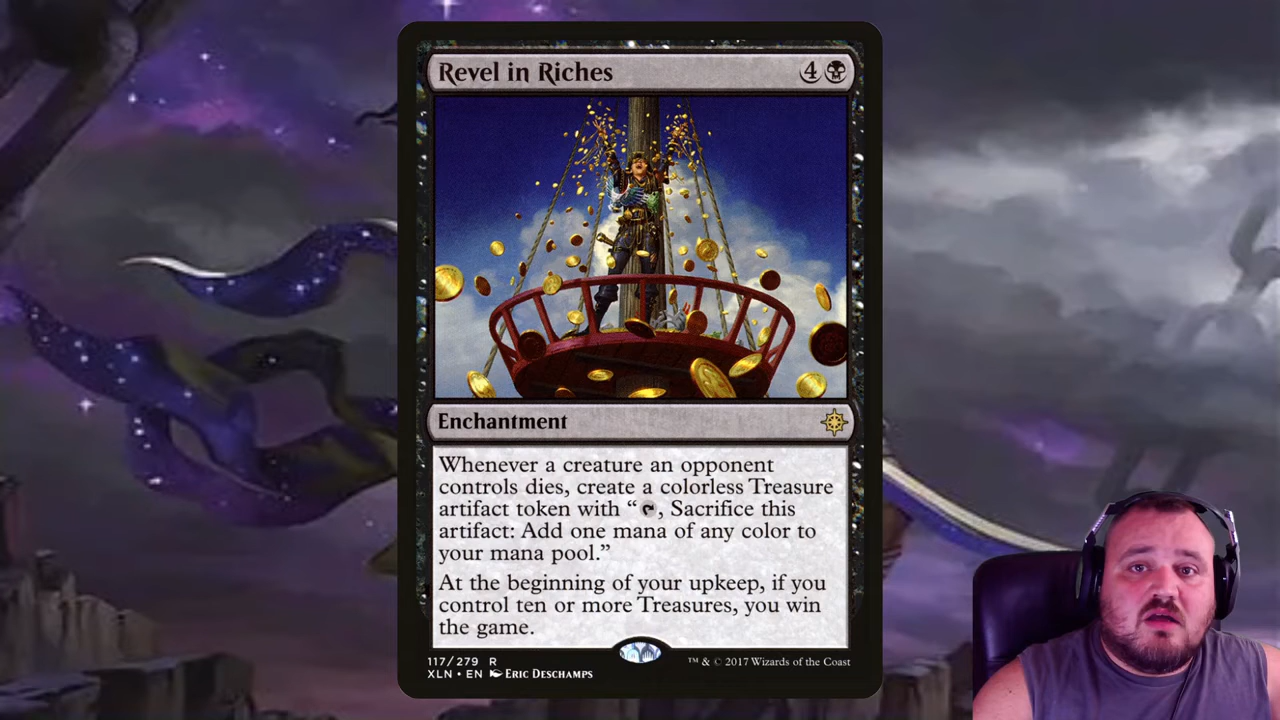 Revel in Riches 4
Enchantment
Whenever a creature an opponent
controls dies, create a colorless Treasure
artifact token with “ , Sacrifice this
artifact: Add one mana of any color to
your mana pool.”
At the beginning of your upkeep, if you
control ten or more Treasures, you win
the game.
117/279 R
XLN • EN Eric Deschamps
™ & © 2017 Wizards of the Coast